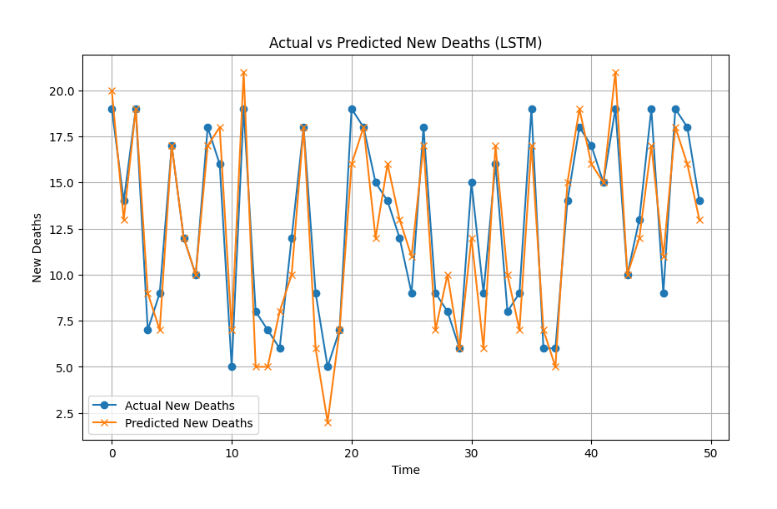 Actual vs Predicted New Deaths (LSTM)
New Deaths
20.0
17.5
15.0
12.5
10.0
7.5
5.0
2.5
Actual New Deaths
Predicted New Deaths
0 10 20 30 40 50
Time